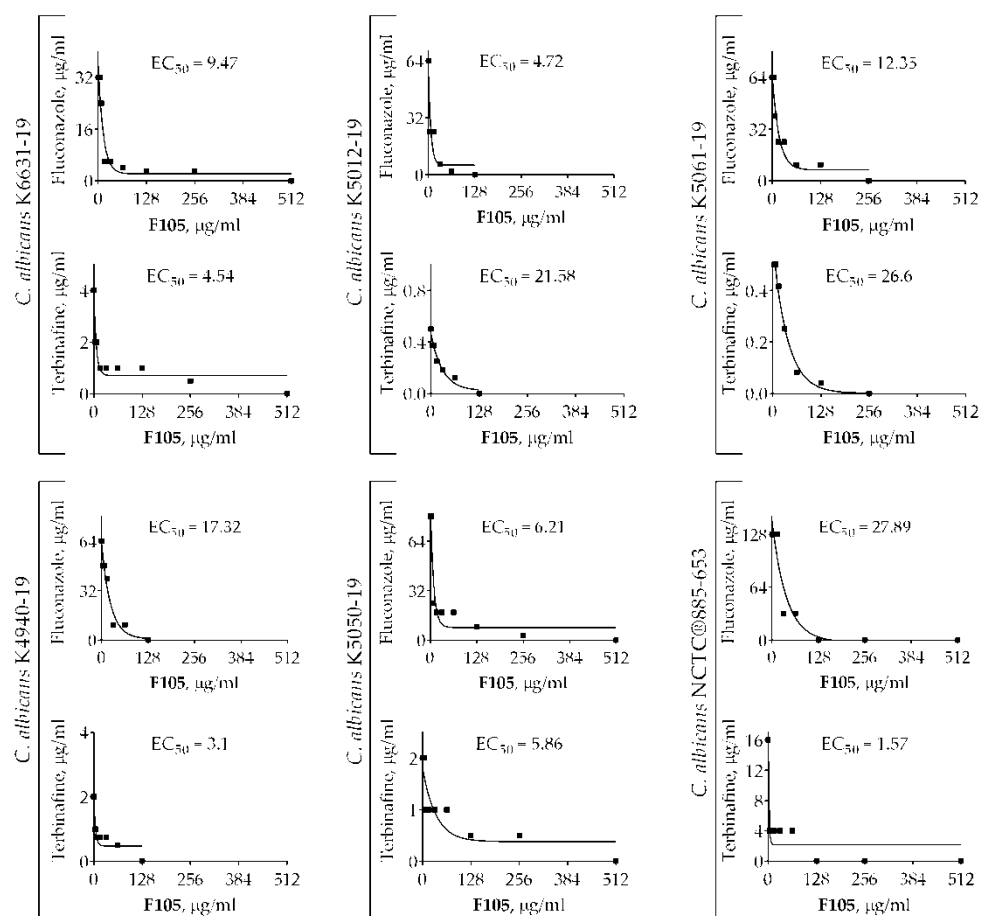 C. albicans K6631-19
Fluconazole, µg/ml
EC50 = 9.47
32
16
0
0 128 256 384 512
F105, µg/ml
Terbinafine, µg/ml
EC50 = 4.54
4
2
0
0 128 256 384 512
F105, µg/ml
C. albicans K5012-19
Fluconazole, µg/ml
EC50 = 4.72
64
32
0
0 128 256 384 512
F105, µg/ml
Terbinafine, µg/ml
EC50 = 21.58
0.8
0.4
0.0
0 128 256 384 512
F105, µg/ml
C. albicans K5061-19
Fluconazole, µg/ml
EC50 = 12.35
64
32
0
0 128 256 384 512
F105, µg/ml
Terbinafine, µg/ml
EC50 = 26.6
0.4
0.2
0.0
0 128 256 384 512
F105, µg/ml
C. albicans K4940-19
Fluconazole, µg/ml
EC50 = 17.32
64
32
0
0 128 256 384 512
F105, µg/ml
Terbinafine, µg/ml
EC50 = 3.1
4
2
0
0 128 256 384 512
F105, µg/ml
C. albicans K5050-19
Fluconazole, µg/ml
EC50 = 6.21
64
32
0
0 128 256 384 512
F105, µg/ml
Terbinafine, µg/ml
EC50 = 5.86
2
1
0
0 128 256 384 512
F105, µg/ml
C. albicans NCTC®885-653
Fluconazole, µg/ml
EC50 = 27.89
128
64
0
0 128 256 384 512
F105, µg/ml
Terbinafine, µg/ml
EC50 = 1.57
16
12
8
4
0
0 128 256 384 512
F105, µg/ml